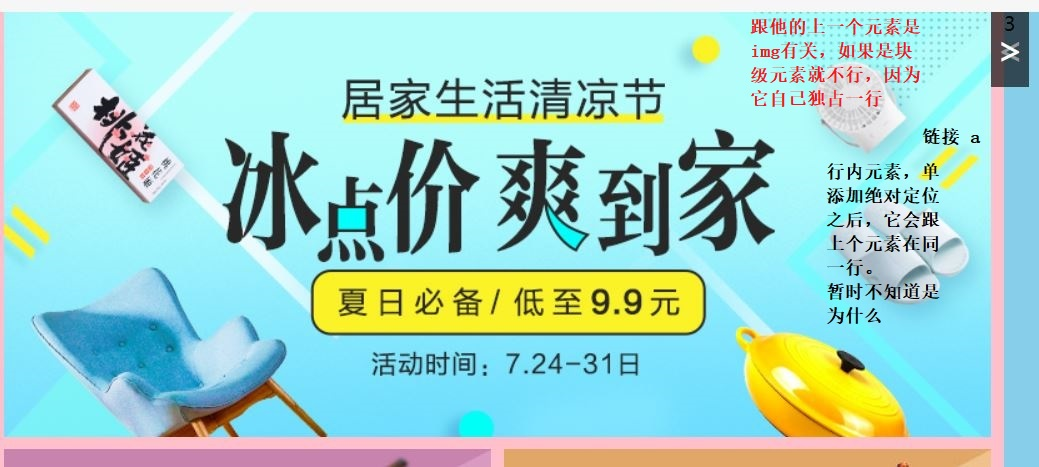 跟他的上一个元素是
img有关，如果是块
级元素就不行，因为
它自己独占一行
3
>
居家生活清凉节
冰点价 爽到家
链接 a
行内元素，单
添加绝对定位
之后，它会跟
上个元素在同
一行。
暂时不知道是
为什么
夏日必备/ 低至9.9元
活动时间：7.24-31日